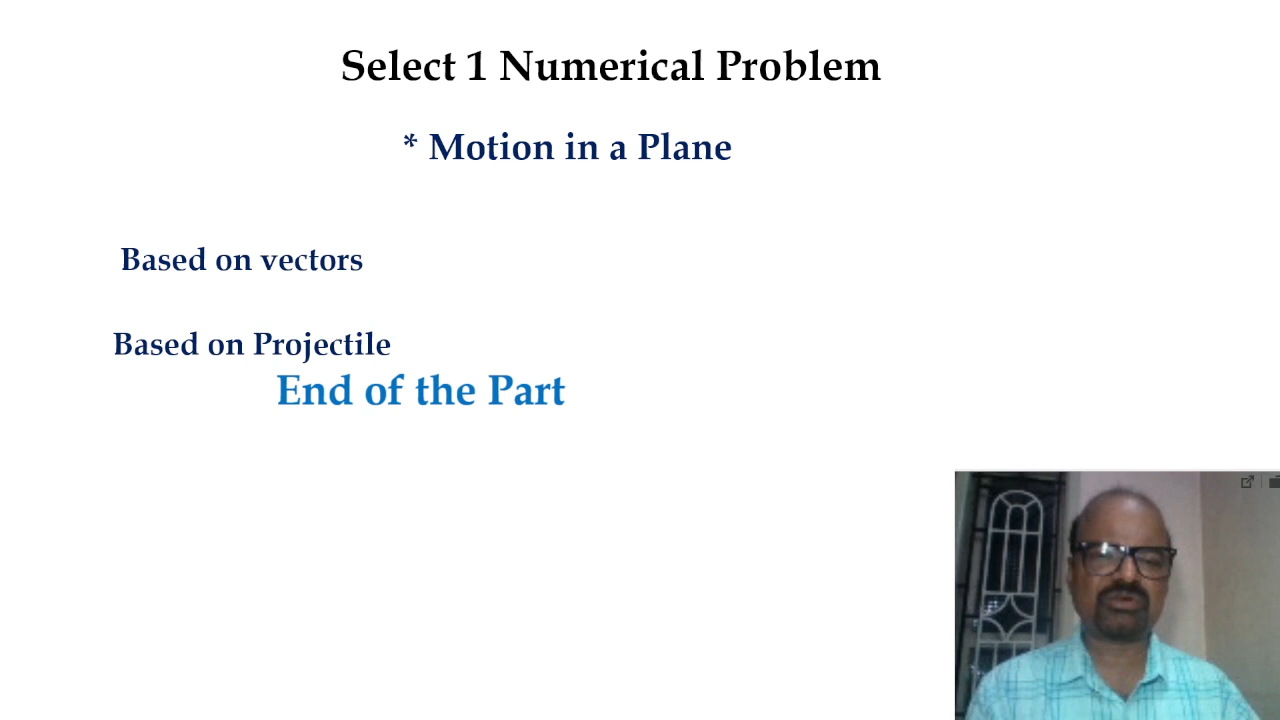 Select 1 Numerical Problem
* Motion in a Plane
Based on vectors
Based on Projectile
End of the Part